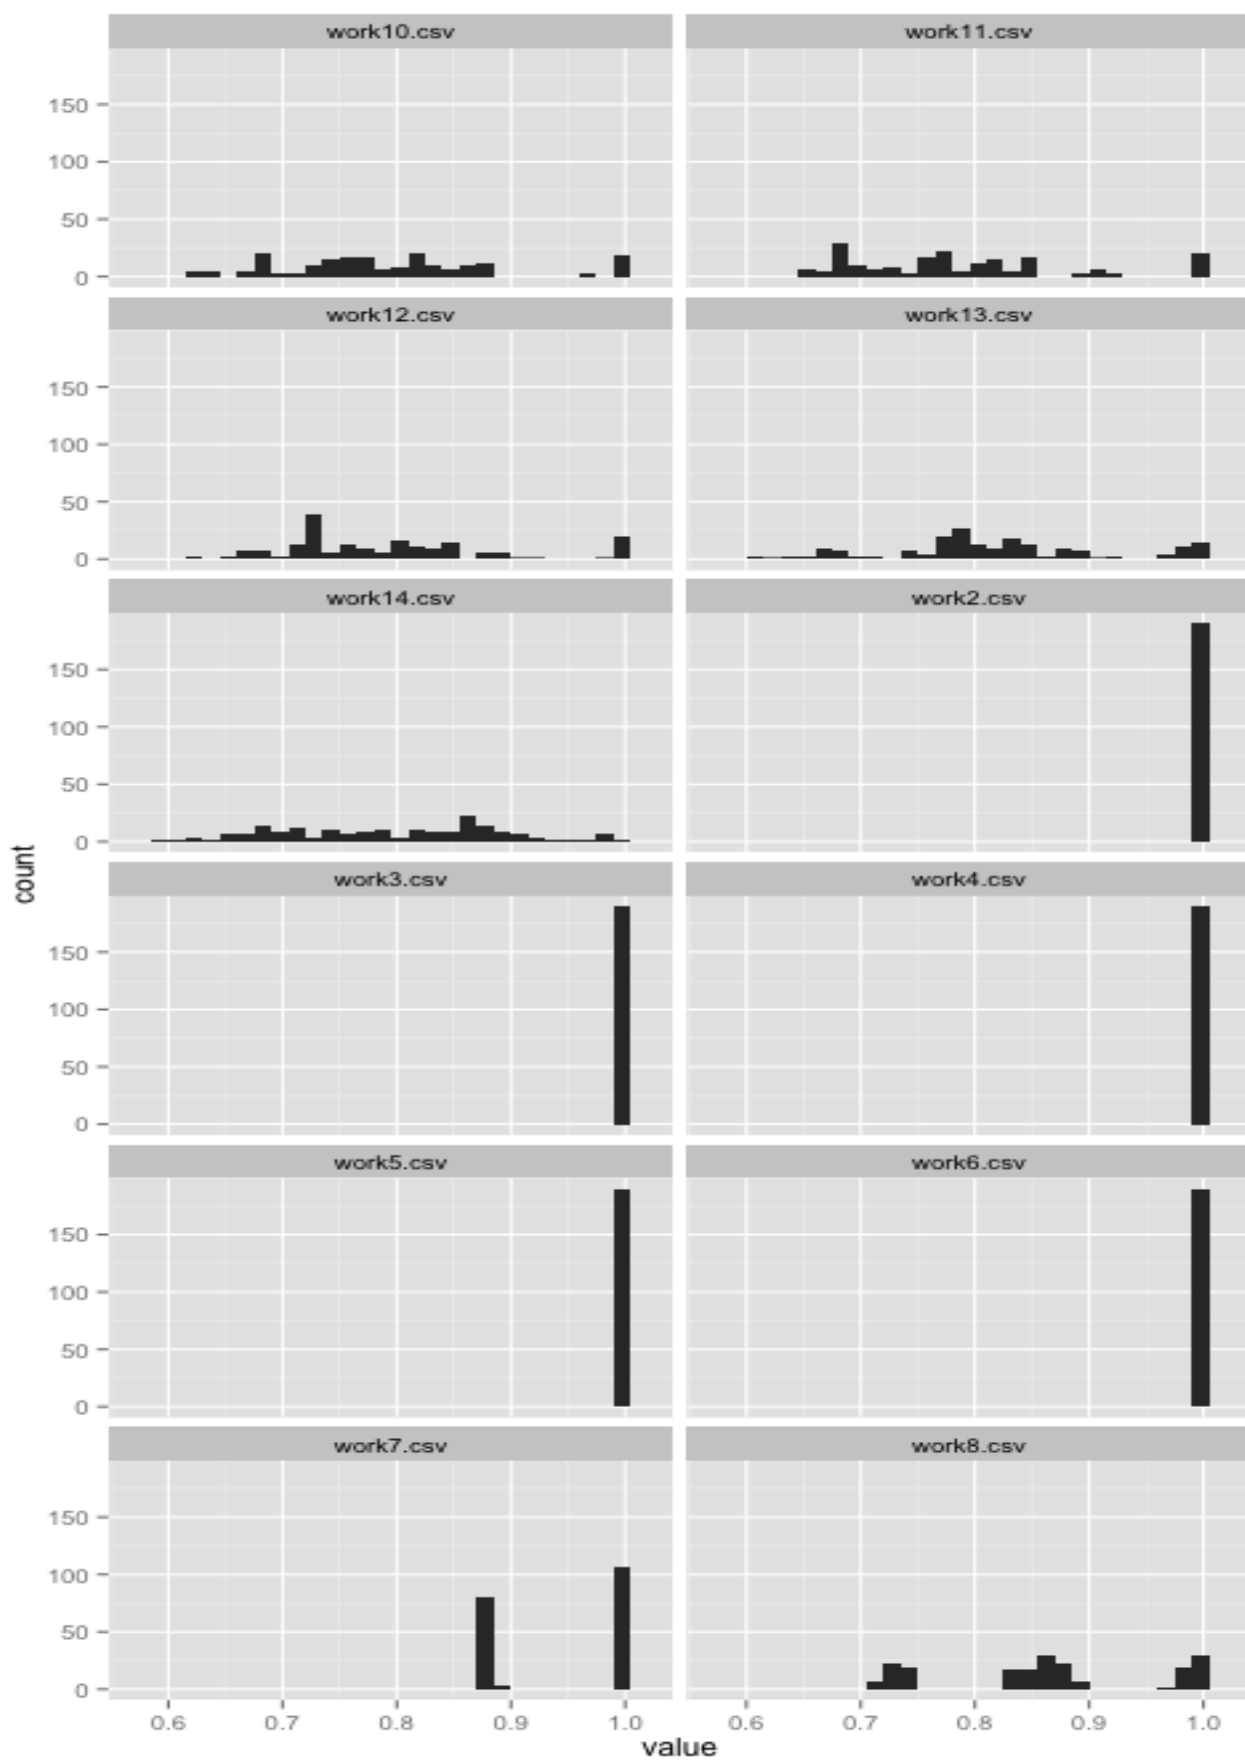 work10.csv work11.csv
150
100
50
0
work12.csv work13.csv
150
100
50
0
work14.csv work2.csv
150
100
50
0
count
work3.csv work4.csv
150
100
50
0
work5.csv work6.csv
150
100
50
0
work7.csv work8.csv
150
100
50
0
0.6 0.7 0.8 0.9 1.0 0.6 0.7 0.8 0.9 1.0
value